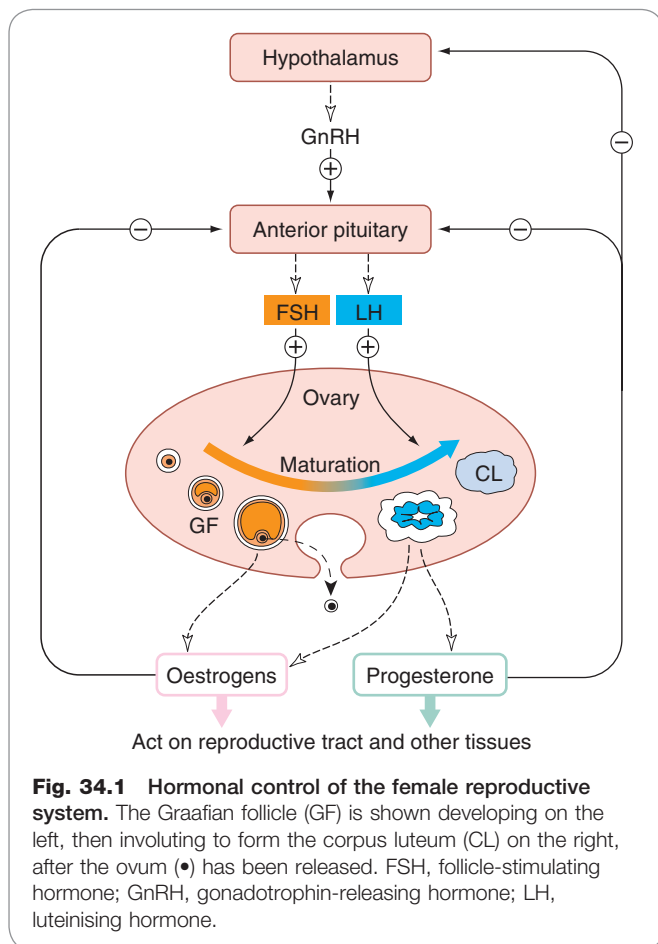 Hypothalamus
GnRH
+
−
−
Anterior pituitary
−
FSH
LH
+
+
Ovary
Maturation
CL
GF
Oestrogens
Progesterone
Act on reproductive tract and other tissues
Fig. 34.1 Hormonal control of the female reproductive
system. The Graafian follicle (GF) is shown developing on the
left, then involuting to form the corpus luteum (CL) on the right,
after the ovum (•) has been released. FSH, follicle-stimulating
hormone; GnRH, gonadotrophin-releasing hormone; LH,
luteinising hormone.